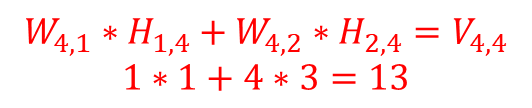 W₄,₁ * H₁,₄ + W₄,₂ * H₂,₄ = V₄,₄
1 * 1 + 4 * 3 = 13